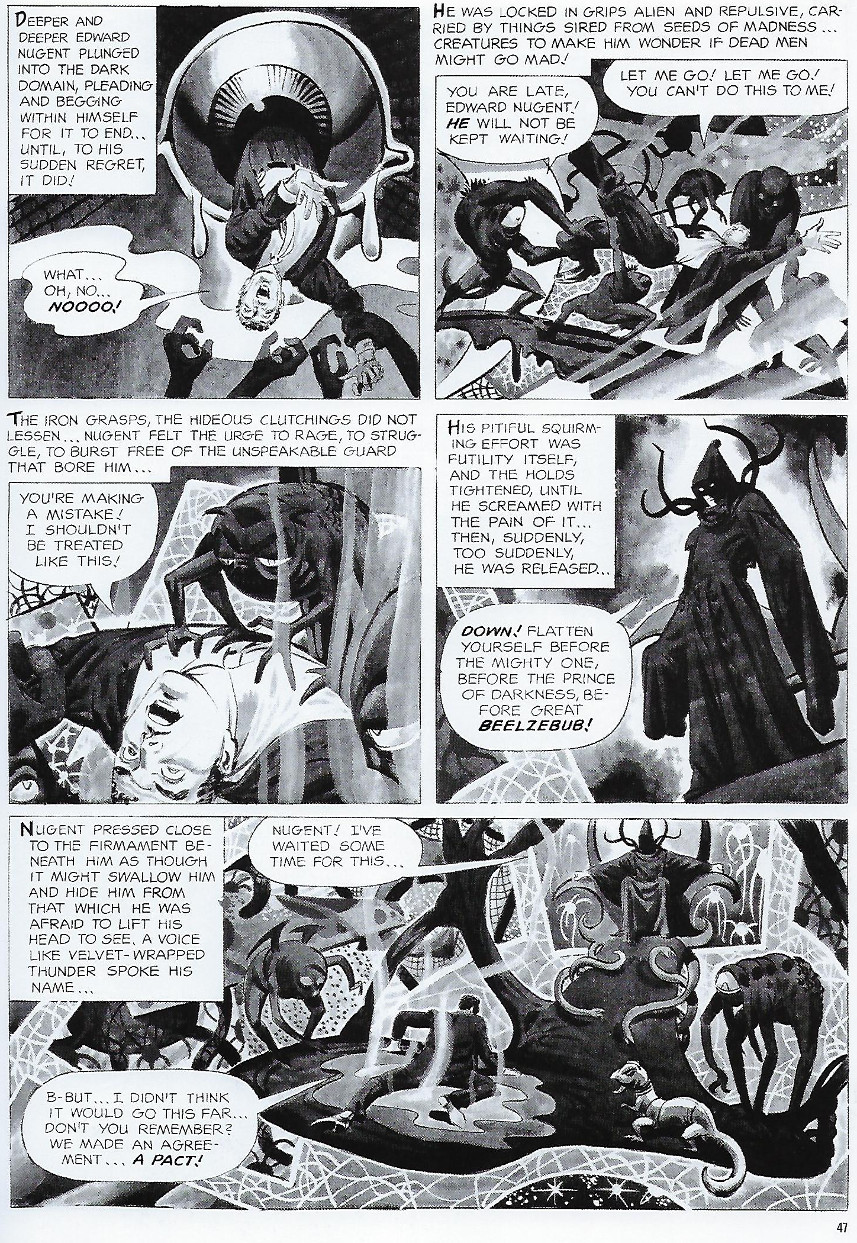 DEEPER AND
DEEPER EDWARD
NUGENT PLUNGED
INTO THE DARK
DOMAIN, PLEADING
AND BEGGING
WITHIN HIMSELF
FOR IT TO END...
UNTIL, TO HIS
SUDDEN REGRET,
IT DID!
WHAT...
OH, NO...
NOOOO!
HE WAS LOCKED IN GRIPS ALIEN AND REPULSIVE, CAR-
RIED BY THINGS SIRED FROM SEEDS OF MADNESS...
CREATURES TO MAKE HIM WONDER IF DEAD MEN
MIGHT GO MAD!
YOU ARE LATE,
EDWARD NUGENT!
HE WILL NOT BE
KEPT WAITING!
LET ME GO! LET ME GO!
YOU CAN'T DO THIS TO ME!
THE IRON GRASPS, THE HIDEOUS CLUTCHINGS DID NOT
LESSEN... NUGENT FELT THE URGE TO RAGE, TO STRUG-
GLE, TO BURST FREE OF THE UNSPEAKABLE GUARD
THAT BORE HIM...
YOU'RE MAKING
A MISTAKE!
I SHOULDN'T
BE TREATED
LIKE THIS!
HIS PITIFUL SQUIRM-
ING EFFORT WAS
FUTILITY ITSELF,
AND THE HOLDS
TIGHTENED, UNTIL
HE SCREAMED WITH
THE PAIN OF IT...
THEN, SUDDENLY,
TOO SUDDENLY,
HE WAS RELEASED...
DOWN! FLATTEN
YOURSELF BEFORE
THE MIGHTY ONE,
BEFORE THE PRINCE
OF DARKNESS, BE-
FORE GREAT
BEELZEBUB!
NUGENT PRESSED CLOSE
TO THE FIRMAMENT BE-
NEATH HIM AS THOUGH
IT MIGHT SWALLOW HIM
AND HIDE HIM FROM
THAT WHICH HE WAS
AFRAID TO LIFT HIS
HEAD TO SEE. A VOICE
LIKE VELVET-WRAPPED
THUNDER SPOKE HIS
NAME...
NUGENT! I'VE
WAITED SOME
TIME FOR THIS...
B-BUT... I DIDN'T THINK
IT WOULD GO THIS FAR...
DON'T YOU REMEMBER?
WE MADE AN AGREE-
MENT... A PACT!
47